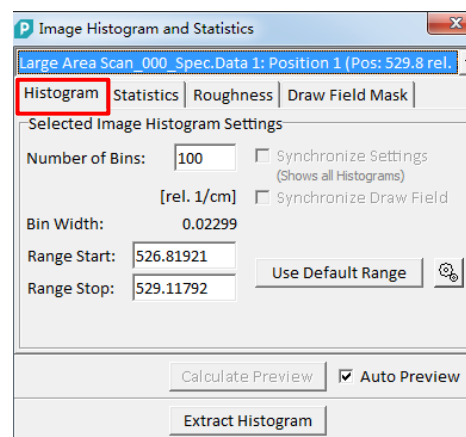 Image Histogram and Statistics
Large Area Scan_000_Spec.Data 1: Position 1 (Pos: 529.8 rel.
Histogram Statistics Roughness Draw Field Mask
Selected Image Histogram Settings
Number of Bins: 100 Synchronize Settings
(Shows all Histograms)
[rel. 1/cm] Synchronize Draw Field
Bin Width: 0.02299
Range Start: 526.81921
Use Default Range
Range Stop: 529.11792
Calculate Preview Auto Preview
Extract Histogram